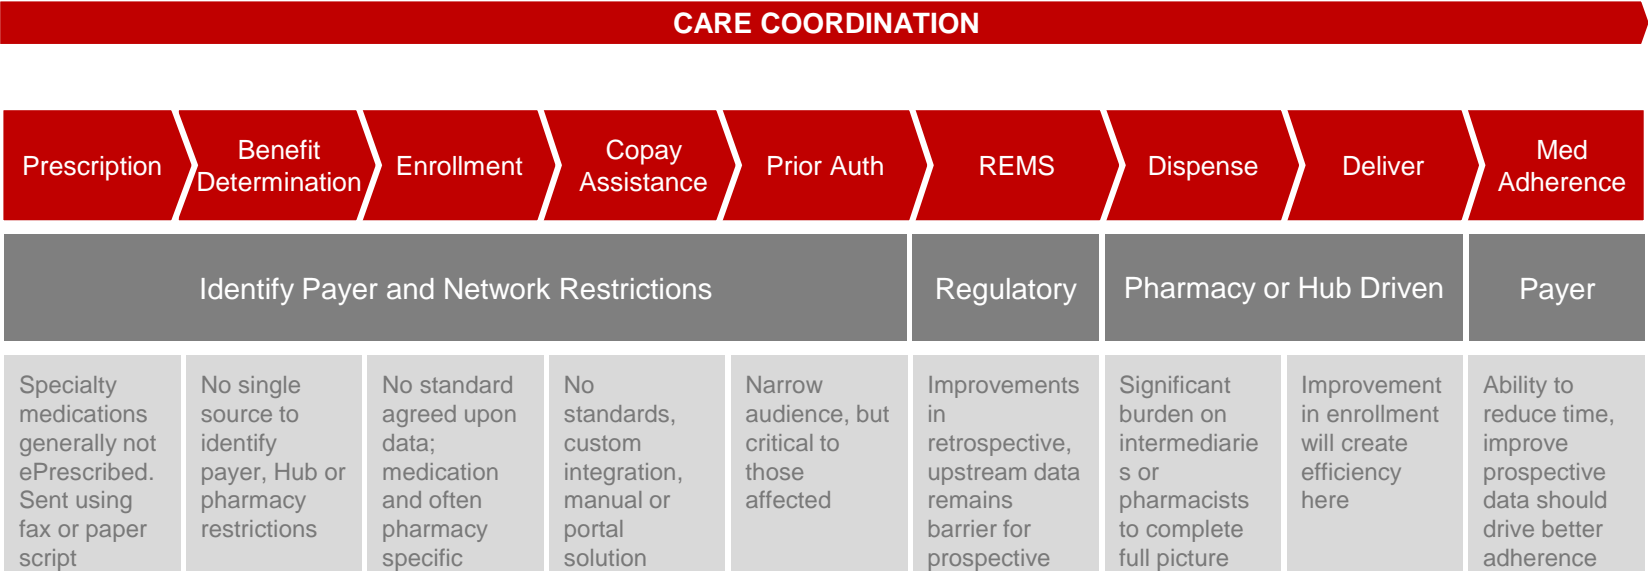 CARE COORDINATION
Prescription
Benefit
Determination
Enrollment
Copay
Assistance
Prior Auth
REMS
Dispense
Deliver
Med
Adherence
Identify Payer and Network Restrictions
Regulatory
Pharmacy or Hub Driven
Payer
Specialty
medications
generally not
ePrescribed.
Sent using
fax or paper
script
No single
source to
identify
payer, Hub or
pharmacy
restrictions
No standard
agreed upon
data;
medication
and often
pharmacy
specific
No
standards,
custom
integration,
manual or
portal
solution
Narrow
audience, but
critical to
those
affected
Improvements
in
retrospective,
upstream data
remains
barrier for
prospective
Significant
burden on
intermediarie
s or
pharmacists
to complete
full picture
Improvement
in enrollment
will create
efficiency
here
Ability to
reduce time,
improve
prospective
data should
drive better
adherence